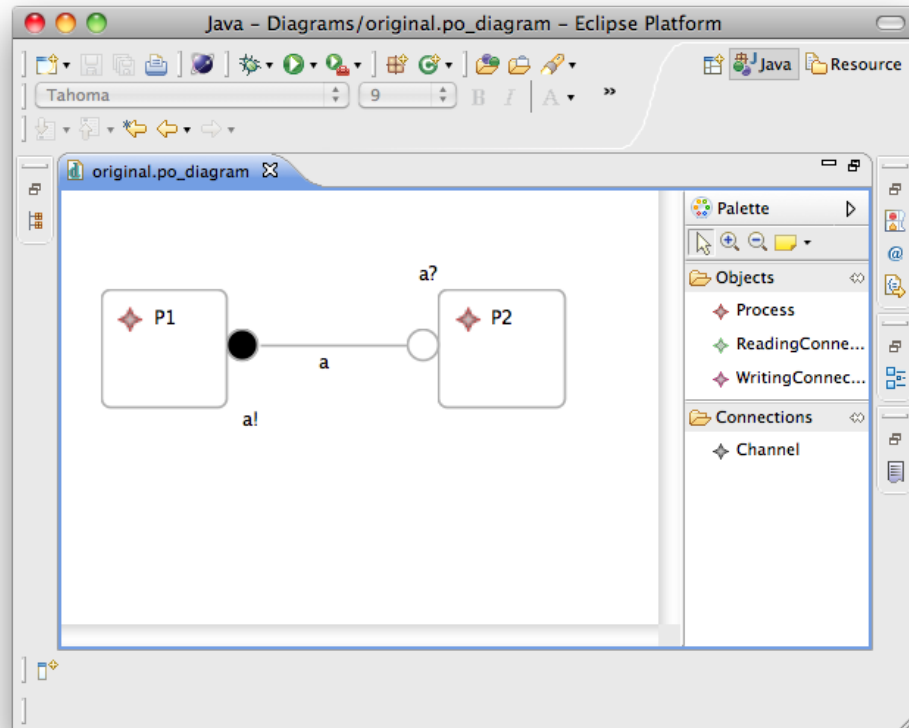 Java – Diagrams/original.po_diagram – Eclipse Platform
Java Resource
Tahoma 9 B I A »
original.po_diagram
Palette
a?
Objects
P1 P2 Process
a ReadingConne...
WritingConnec...
a! Connections
Channel